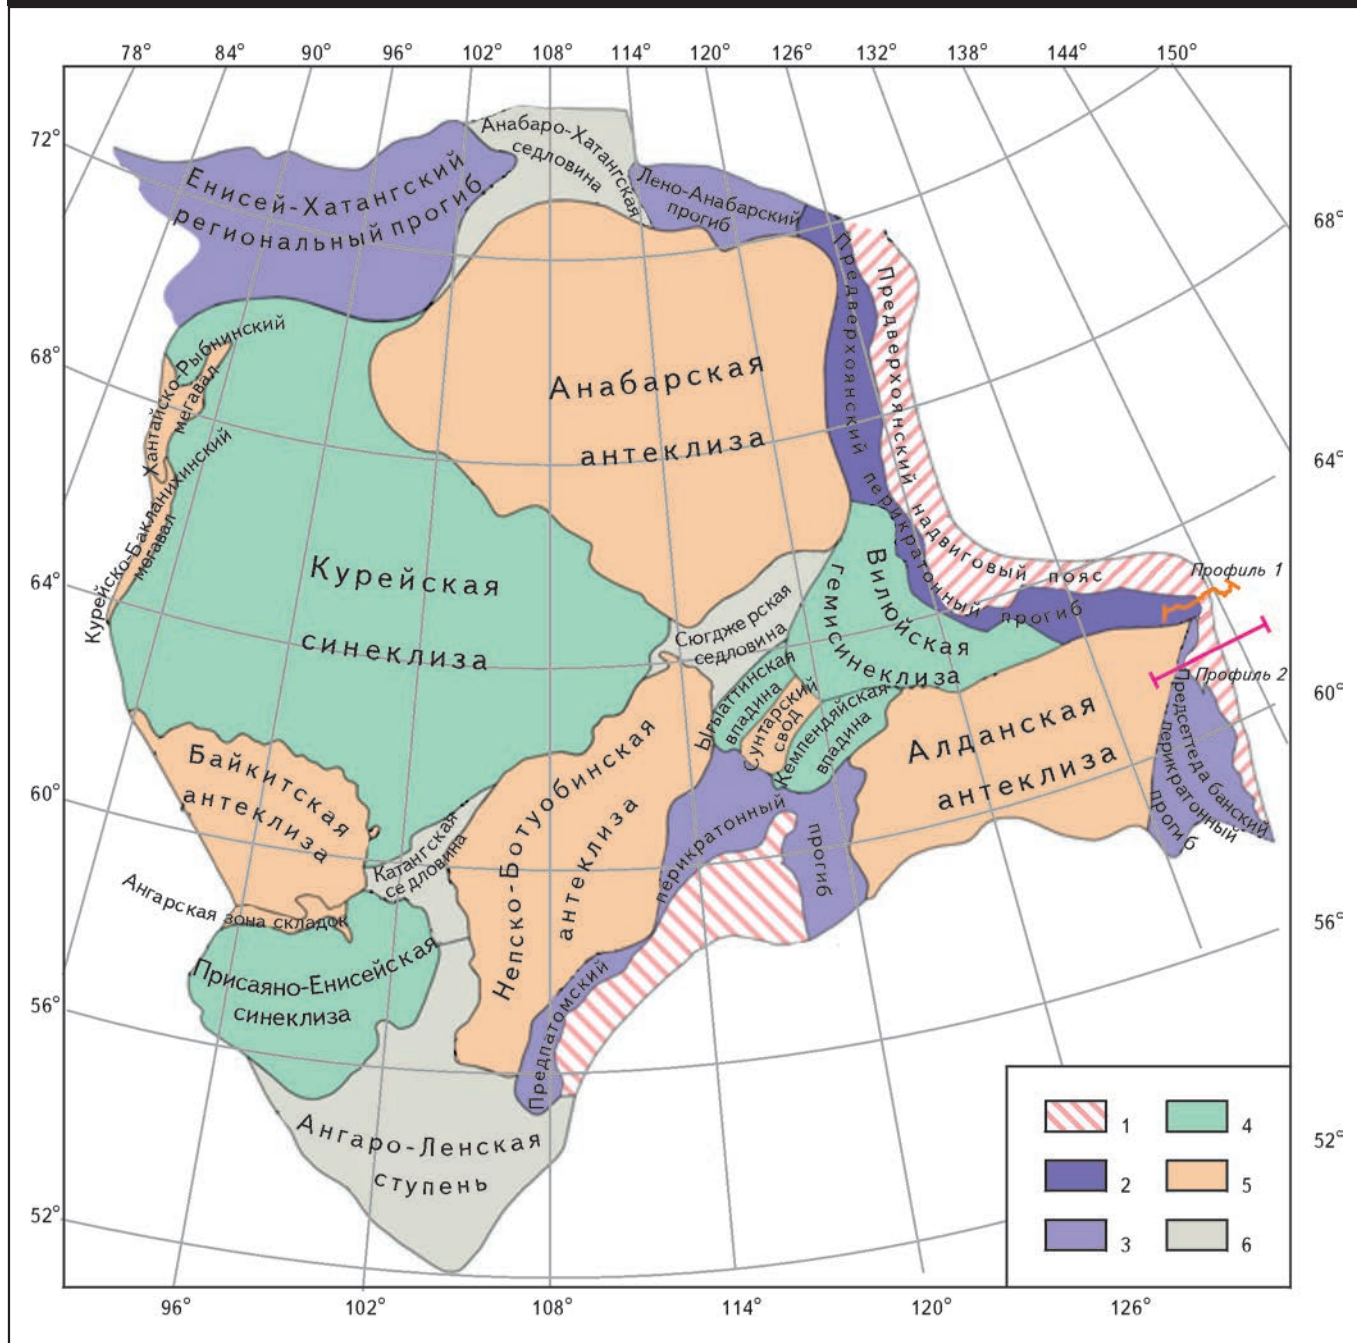 78° 84° 90° 96° 102° 108° 114° 120° 126° 132° 138° 144° 150°
72°
68°
64°
60°
56°
52°
68°
64°
60°
56°
52°
96° 102° 108° 114° 120° 126°
Анабаро-Хатангская
седловина
Енисей-Хатангский
региональный прогиб
Лено-Анабарский
прогиб
Предверхоянский перикратонный прогиб
Предверхоянский надвиговый пояс
Хантайско-Рыбнинский
мегавал
Курейско-Бакланихинский
мегавал
Анабарская
антеклиза
Курейская
синеклиза
Сюгджерская
седловина
Вилюйская
гемисинеклиза
Ыгыаттинская
впадина
Сунтарский
свод
Кемпендяйская
впадина
Профиль 1
Профиль 2
Алданская
антеклиза
Предсеттедабанский
перикратонный
прогиб
Байкитская
антеклиза
Катангская
седловина
Непско-Ботуобинская
антеклиза
Ангарская зона складок
Присаяно-Енисейская
синеклиза
Предпатомский
перикратонный
прогиб
Ангаро-Ленская
ступень
1 4
2 5
3 6